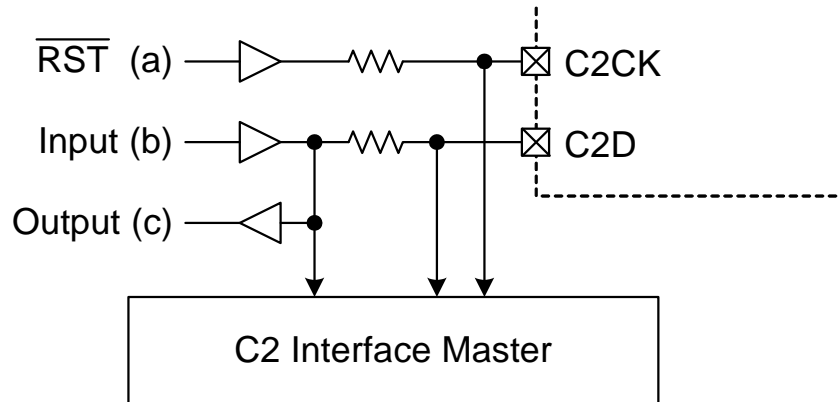 RST (a)
C2CK
Input (b)
C2D
Output (c)
C2 Interface Master